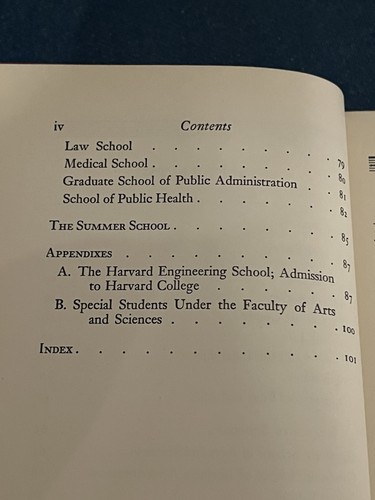 iv Contents
Law School . . . . . . . . 79
Medical School . . . . . . . . 80
Graduate School of Public Administration . . 81
School of Public Health . . . . . . 82
The Summer School . . . . . . . 85
Appendixes . . . . . . . . . 87
A. The Harvard Engineering School; Admission
to Harvard College . . . . . . 87
B. Special Students Under the Faculty of Arts
and Sciences . . . . . . . . 100
Index . . . . . . . . . . . . 101